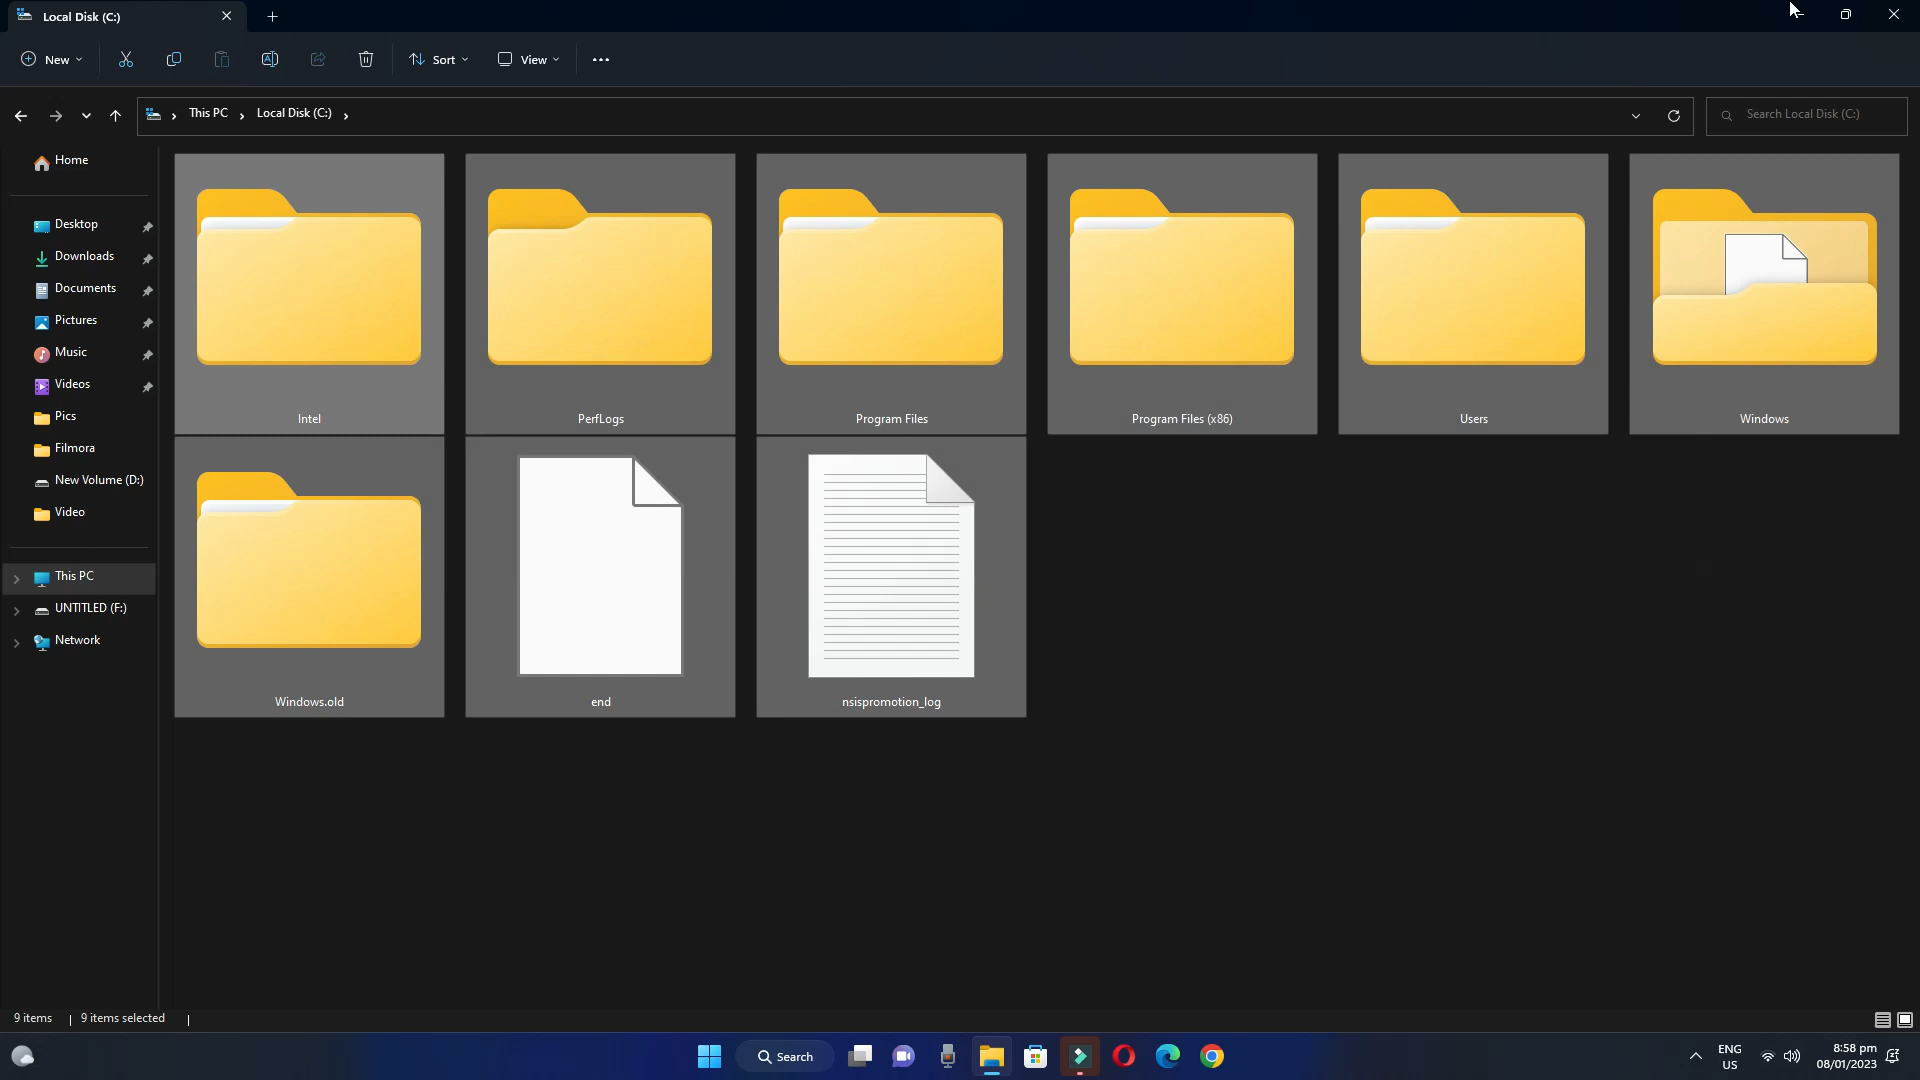 Local Disk (C:)
New
Sort
View
This PC
Local Disk (C:)
Search Local Disk (C:)
Home
Desktop
Downloads
Documents
Pictures
Music
Videos
Pics
Filmora
New Volume (D:)
Video
This PC
UNTITLED (F:)
Network
Intel
PerfLogs
Program Files
Program Files (x86)
Users
Windows
Windows.old
end
nsispromotion_log
9 items
9 items selected
Search
ENG
US
8:58 pm
08/01/2023